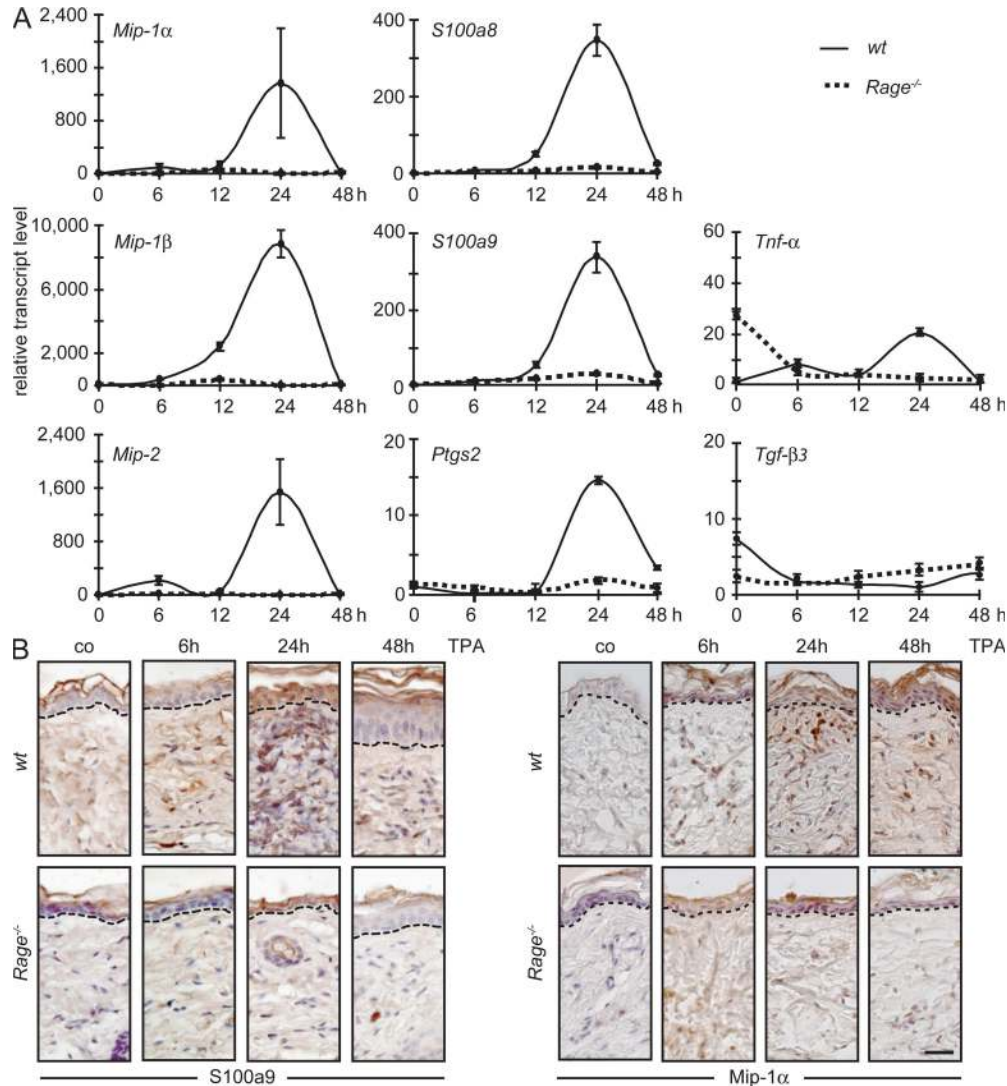 A
Mip-1α
2,400
1,600
800
0
0 6 12 24 48 h
S100a8
400
200
0
0 6 12 24 48 h
wt
Rage-/-
relative transcript level
Mip-1β
10,000
6,000
2,000
0
0 6 12 24 48 h
S100a9
400
200
0
0 6 12 24 48 h
Tnf-α
60
40
20
0
0 6 12 24 48 h
Mip-2
2,400
1,600
800
0
0 6 12 24 48 h
Ptgs2
20
10
0
0 6 12 24 48 h
Tgf-β3
20
10
0
0 6 12 24 48 h
B
co 6h 24h 48h TPA
co 6h 24h 48h TPA
wt
wt
Rage-/-
Rage-/-
S100a9
Mip-1α